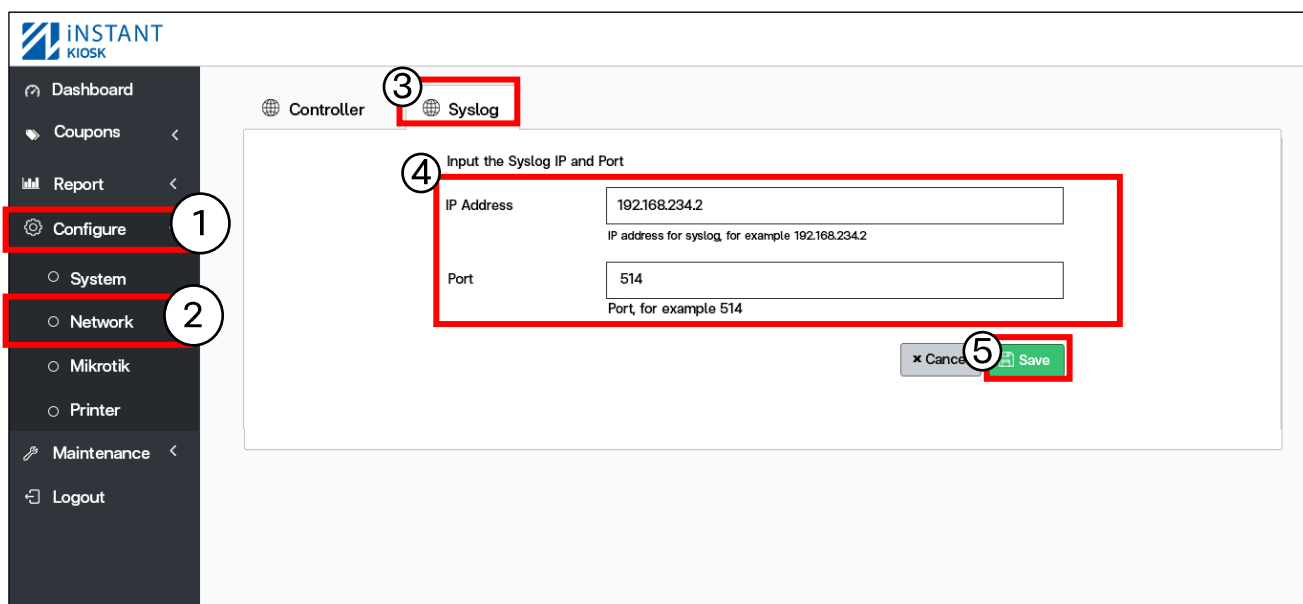 iNSTANT
KIOSK
Dashboard
Coupons
Report
Configure
1
System
Network
2
Mikrotik
Printer
Maintenance
Logout
Controller
3
Syslog
Input the Syslog IP and Port
4
IP Address
192.168.234.2
IP address for syslog, for example 192.168.234.2
Port
514
Port, for example 514
× Cance
5
Save